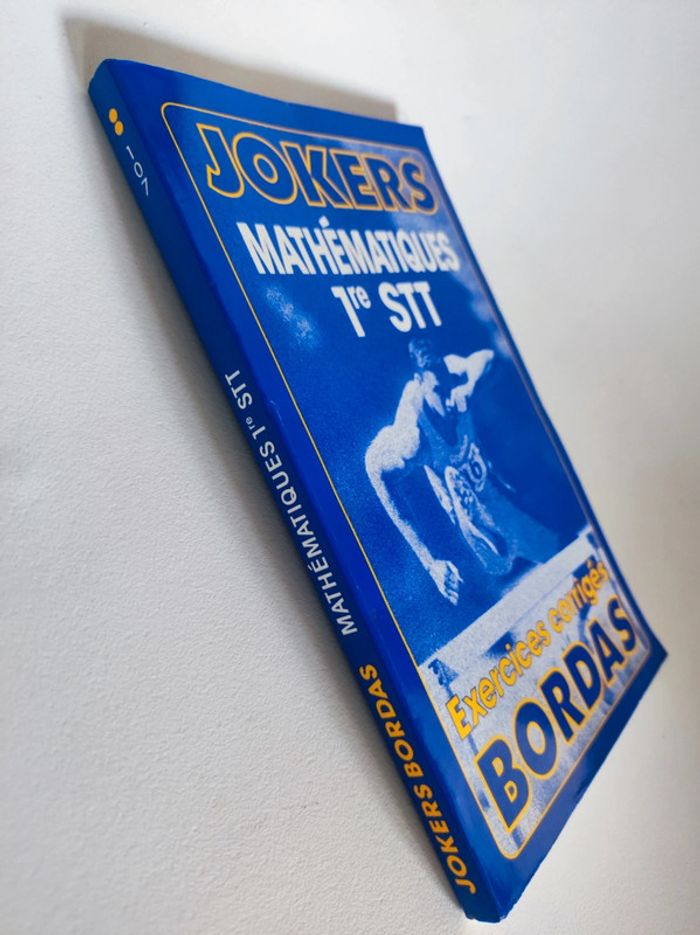 JOKERS
MATHÉMATIQUES
1re STT
Exercices corrigés
BORDAS
JOKERS BORDAS
MATHÉMATIQUES 1re STT
107